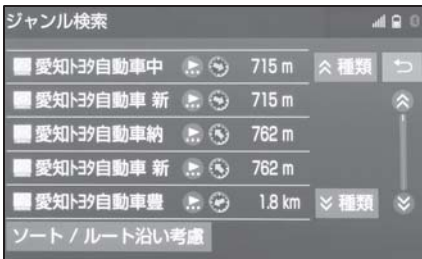 ジャンル検索
愛知トヨタ自動車中 715 m 種類
愛知トヨタ自動車 新 715 m
愛知トヨタ自動車納 762 m
愛知トヨタ自動車 新 762 m
愛知トヨタ自動車豊 1.8 km 種類
ソート / ルート沿い考慮